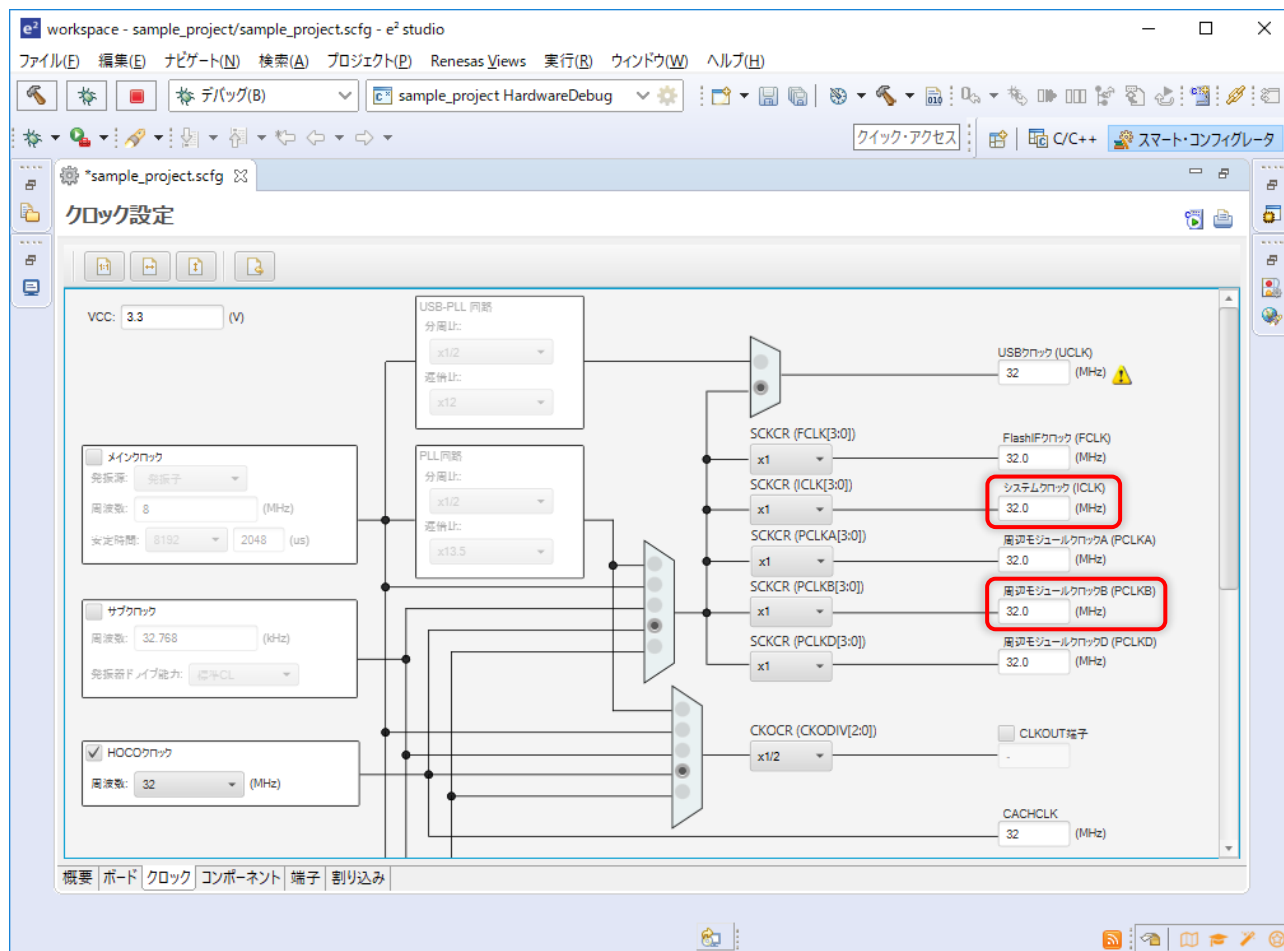 workspace - sample_project/sample_project.scfg - e² studio
ファイル(F) 編集(E) ナビゲート(N) 検索(A) プロジェクト(P) Renesas Views 実行(R) ウィンドウ(W) ヘルプ(H)
デバッグ(B) sample_project HardwareDebug
クイック・アクセス C/C++ スマート・コンフィグレータ
*sample_project.scfg
クロック設定
VCC: 3.3 (V)
USB-PLL 回路
分周比:
x1/2
逓倍比:
x12
USBクロック (UCLK)
32 (MHz)
SCKCR (FCLK[3:0])
x1
FlashIFクロック (FCLK)
32.0 (MHz)
メインクロック
発振源: 発振子
周波数: 8 (MHz)
安定時間: 8192 2048 (us)
PLL回路
分周比:
x1/2
逓倍比:
x13.5
SCKCR (ICLK[3:0])
x1
システムクロック (ICLK)
32.0 (MHz)
SCKCR (PCLKA[3:0])
x1
周辺モジュールクロックA (PCLKA)
32.0 (MHz)
SCKCR (PCLKB[3:0])
x1
周辺モジュールクロックB (PCLKB)
32.0 (MHz)
サブクロック
周波数: 32.768 (kHz)
発振器ドライブ能力: 標準CL
SCKCR (PCLKD[3:0])
x1
周辺モジュールクロックD (PCLKD)
32.0 (MHz)
HOCOクロック
周波数: 32 (MHz)
CKOCR (CKODIV[2:0])
x1/2
CLKOUT端子
-
CACHCLK
32 (MHz)
概要 ボード クロック コンポーネント 端子 割り込み